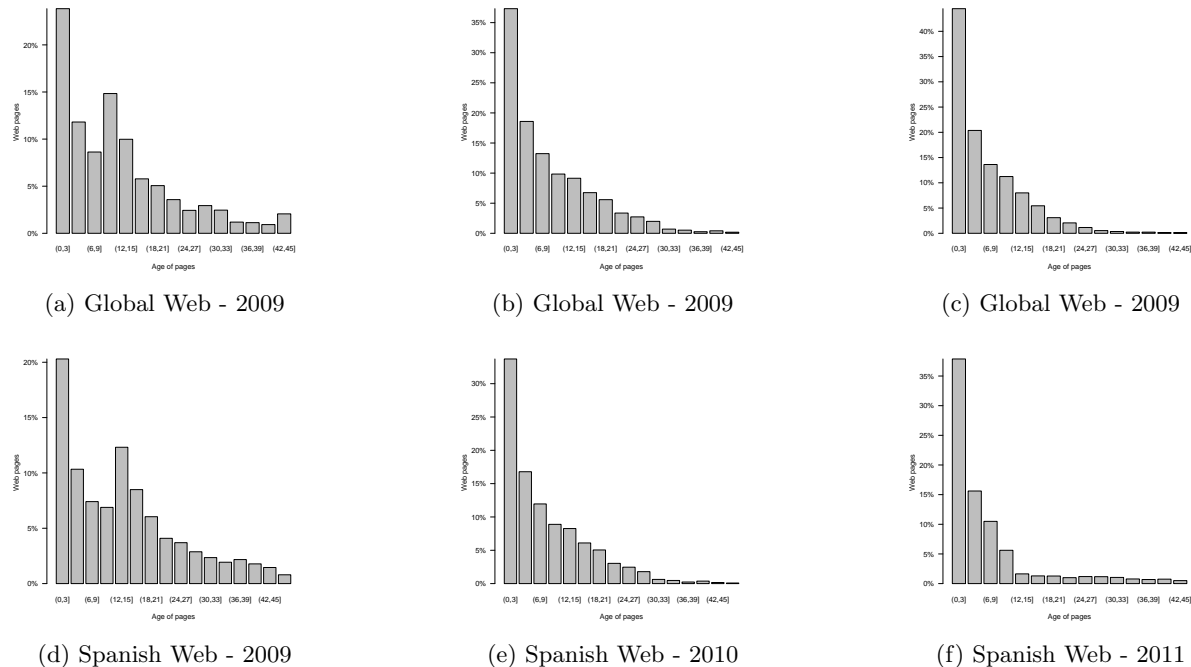 20%
15%
10%
5%
0%
Web pages
(0,3] (6,9] (12,15] (18,21] (24,27] (30,33] (36,39] (42,45]
Age of pages
(a) Global Web - 2009
35%
30%
25%
20%
15%
10%
5%
0%
Web pages
(0,3] (6,9] (12,15] (18,21] (24,27] (30,33] (36,39] (42,45]
Age of pages
(b) Global Web - 2009
40%
35%
30%
25%
20%
15%
10%
5%
0%
Web pages
(0,3] (6,9] (12,15] (18,21] (24,27] (30,33] (36,39] (42,45]
Age of pages
(c) Global Web - 2009
20%
15%
10%
5%
0%
Web pages
(0,3] (6,9] (12,15] (18,21] (24,27] (30,33] (36,39] (42,45]
Age of pages
(d) Spanish Web - 2009
30%
25%
20%
15%
10%
5%
0%
Web pages
(0,3] (6,9] (12,15] (18,21] (24,27] (30,33] (36,39] (42,45]
Age of pages
(e) Spanish Web - 2010
35%
30%
25%
20%
15%
10%
5%
0%
Web pages
(0,3] (6,9] (12,15] (18,21] (24,27] (30,33] (36,39] (42,45]
Age of pages
(f) Spanish Web - 2011